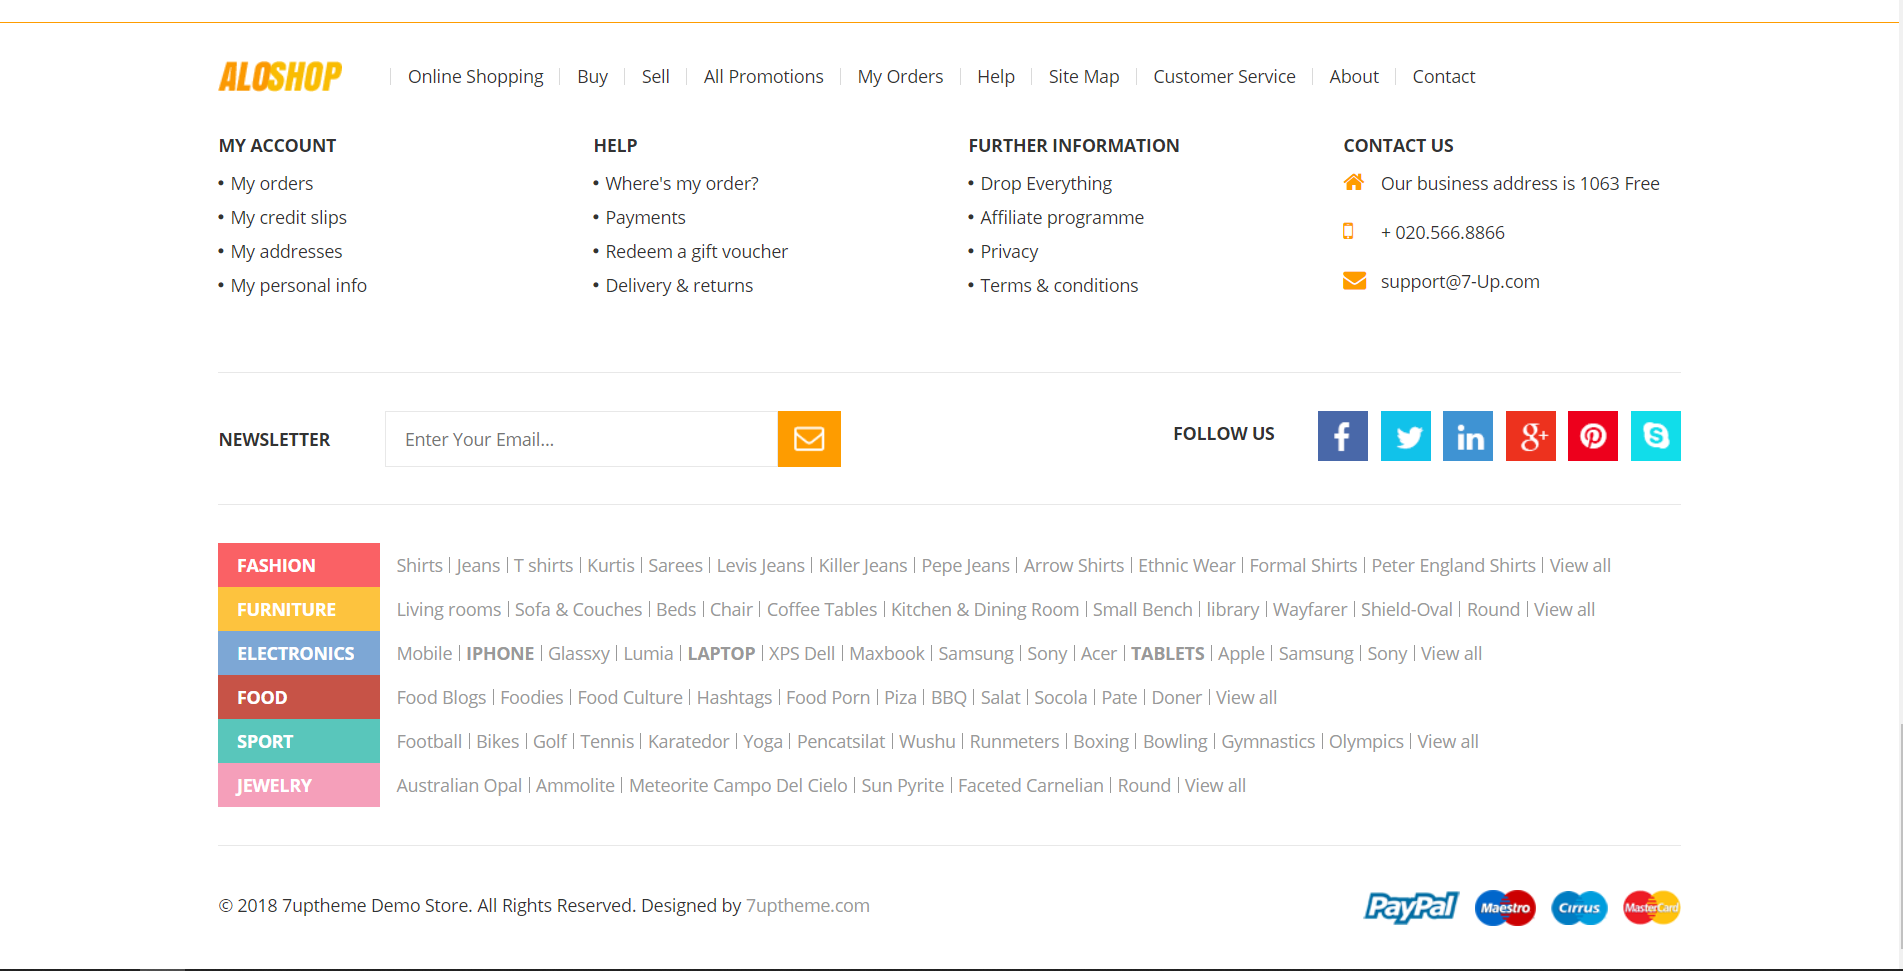 ALOSHOP | Online Shopping | Buy | Sell | All Promotions | My Orders | Help | Site Map | Customer Service | About | Contact
MY ACCOUNT
• My orders
• My credit slips
• My addresses
• My personal info
HELP
• Where's my order?
• Payments
• Redeem a gift voucher
• Delivery & returns
FURTHER INFORMATION
• Drop Everything
• Affiliate programme
• Privacy
• Terms & conditions
CONTACT US
Our business address is 1063 Free
+ 020.566.8866
support@7-Up.com
NEWSLETTER
Enter Your Email...
FOLLOW US
FASHION Shirts | Jeans | T shirts | Kurtis | Sarees | Levis Jeans | Killer Jeans | Pepe Jeans | Arrow Shirts | Ethnic Wear | Formal Shirts | Peter England Shirts | View all
FURNITURE Living rooms | Sofa & Couches | Beds | Chair | Coffee Tables | Kitchen & Dining Room | Small Bench | library | Wayfarer | Shield-Oval | Round | View all
ELECTRONICS Mobile | IPHONE | Glassxy | Lumia | LAPTOP | XPS Dell | Maxbook | Samsung | Sony | Acer | TABLETS | Apple | Samsung | Sony | View all
FOOD Food Blogs | Foodies | Food Culture | Hashtags | Food Porn | Piza | BBQ | Salat | Socola | Pate | Doner | View all
SPORT Football | Bikes | Golf | Tennis | Karatedor | Yoga | Pencatsilat | Wushu | Runmeters | Boxing | Bowling | Gymnastics | Olympics | View all
JEWELRY Australian Opal | Ammolite | Meteorite Campo Del Cielo | Sun Pyrite | Faceted Carnelian | Round | View all
© 2018 7uptheme Demo Store. All Rights Reserved. Designed by 7uptheme.com
PayPal Maestro Cirrus MasterCard